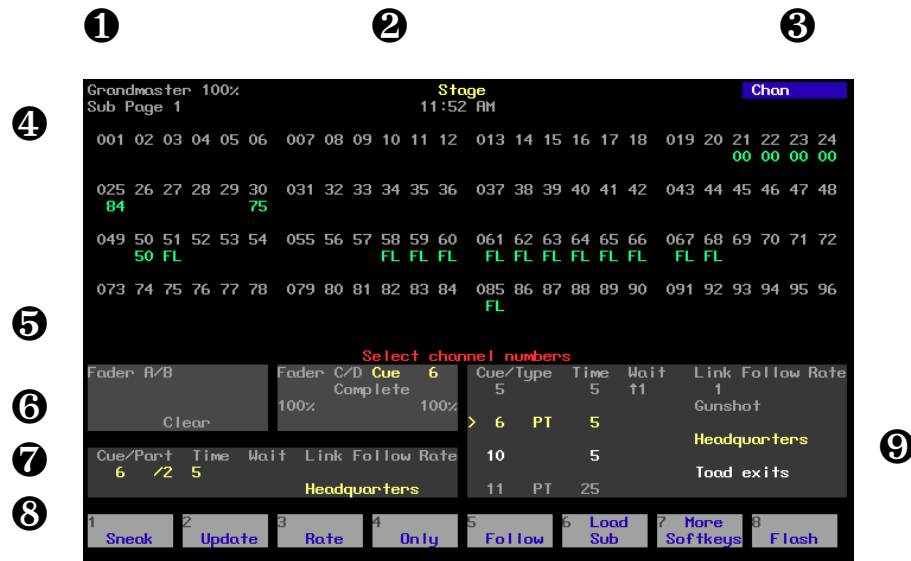 ❶ ❷ ❸
Grandmaster 100% Stage Chan
Sub Page 1 11:52 AM
❹
001 02 03 04 05 06 007 08 09 10 11 12 013 14 15 16 17 18 019 20 21 22 23 24
00 00 00 00
025 26 27 28 29 30 031 32 33 34 35 36 037 38 39 40 41 42 043 44 45 46 47 48
84 75
049 50 51 52 53 54 055 56 57 58 59 60 061 62 63 64 65 66 067 68 69 70 71 72
50 FL FL FL FL FL FL FL FL FL FL FL FL
073 74 75 76 77 78 079 80 81 82 83 84 085 86 87 88 89 90 091 92 93 94 95 96
FL
❺
Select channel numbers
Fader A/B
Clear
Fader C/D Cue 6
Complete
100% 100%
❻
Cue/Type Time Wait Link Follow Rate
5 5 ↑1 1
Gunshot
> 6 PT 5
Headquarters
10 5
Toad exits
11 PT 25
❼
Cue/Part Time Wait Link Follow Rate
6 /2 5
Headquarters
❾
❽
1 Sneak 2 Update 3 Rate 4 Only 5 Follow 6 Load Sub 7 More Softkeys 8 Flash